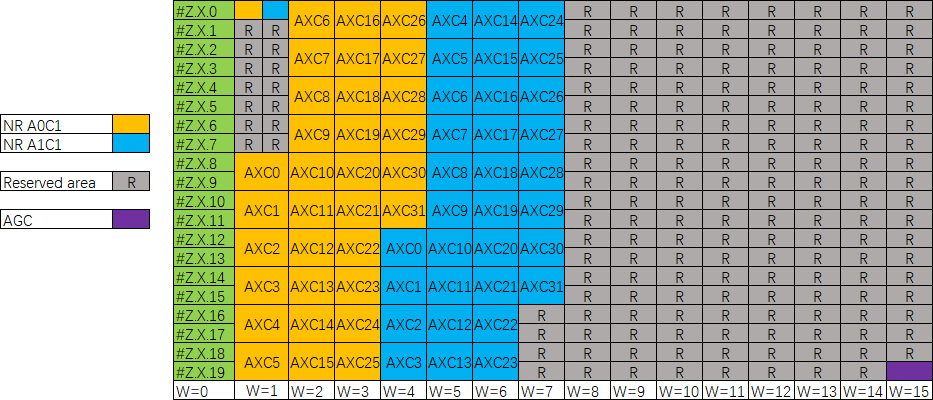 NR A0C1
NR A1C1
Reserved area R
AGC
#Z.X.0 AXC6 AXC16 AXC26 AXC4 AXC14 AXC24 R R R R R R R R
#Z.X.1 R R R R R R R R R R
#Z.X.2 R R AXC7 AXC17 AXC27 AXC5 AXC15 AXC25 R R R R R R R R
#Z.X.3 R R R R R R R R R R
#Z.X.4 R R AXC8 AXC18 AXC28 AXC6 AXC16 AXC26 R R R R R R R R
#Z.X.5 R R R R R R R R R R
#Z.X.6 R R AXC9 AXC19 AXC29 AXC7 AXC17 AXC27 R R R R R R R R
#Z.X.7 R R R R R R R R R R
#Z.X.8 AXC0 AXC10 AXC20 AXC30 AXC8 AXC18 AXC28 R R R R R R R R
#Z.X.9 R R R R R R R R
#Z.X.10 AXC1 AXC11 AXC21 AXC31 AXC9 AXC19 AXC29 R R R R R R R R
#Z.X.11 R R R R R R R R
#Z.X.12 AXC2 AXC12 AXC22 AXC0 AXC10 AXC20 AXC30 R R R R R R R R
#Z.X.13 R R R R R R R R
#Z.X.14 AXC3 AXC13 AXC23 AXC1 AXC11 AXC21 AXC31 R R R R R R R R
#Z.X.15 R R R R R R R R
#Z.X.16 AXC4 AXC14 AXC24 AXC2 AXC12 AXC22 R R R R R R R R R
#Z.X.17 R R R R R R R R R
#Z.X.18 AXC5 AXC15 AXC25 AXC3 AXC13 AXC23 R R R R R R R R R
#Z.X.19 R R R R R R R R
W=0 W=1 W=2 W=3 W=4 W=5 W=6 W=7 W=8 W=9 W=10 W=11 W=12 W=13 W=14 W=15